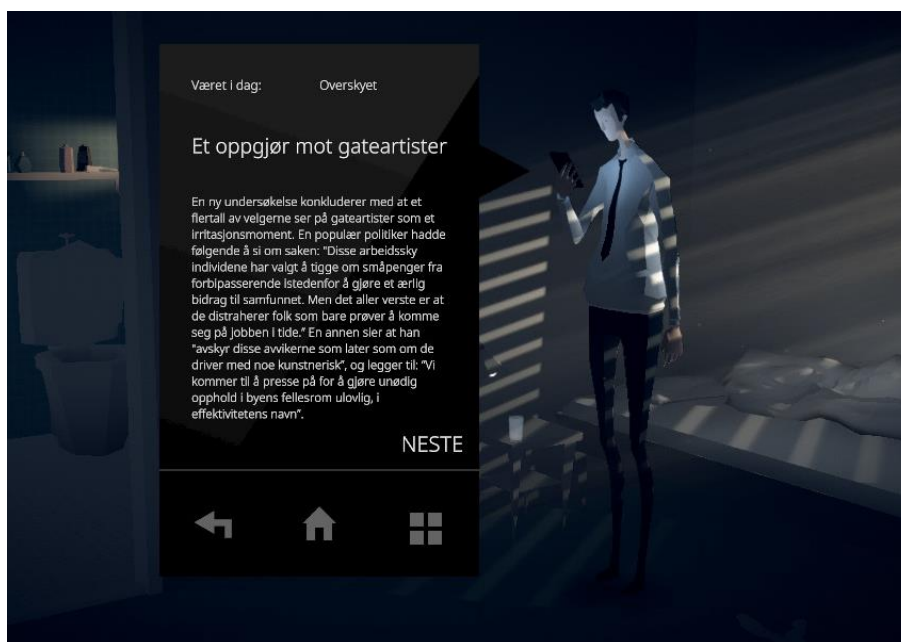 Været i dag: Overskyet
Et oppgjør mot gateartister
En ny undersøkelse konkluderer med at et
flertall av velgerne ser på gateartister som et
irritasjonsmoment. En populær politiker hadde
følgende å si om saken: "Disse arbeidssky
individene har valgt å tigge om småpenger fra
forbipasserende istedenfor å gjøre et ærlig
bidrag til samfunnet. Men det aller verste er at
de distraherer folk som bare prøver å komme
seg på jobben i tide." En annen sier at han
"avskyr disse avvikerne som later som om de
driver med noe kunstnerisk", og legger til: "Vi
kommer til å presse på for å gjøre unødig
opphold i byens fellesrom ulovlig, i
effektivitetens navn".
NESTE